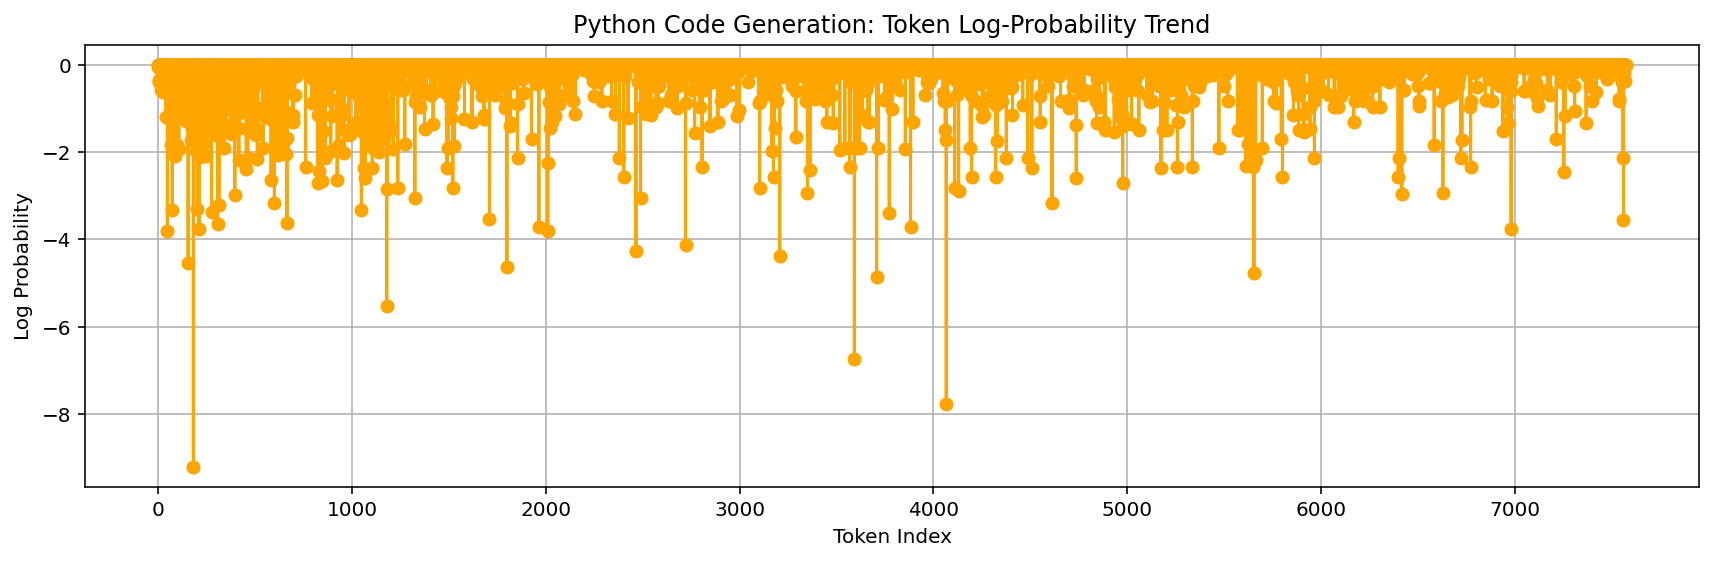 Python Code Generation: Token Log-Probability Trend
Log Probability
0
−2
−4
−6
−8
0 1000 2000 3000 4000 5000 6000 7000
Token Index